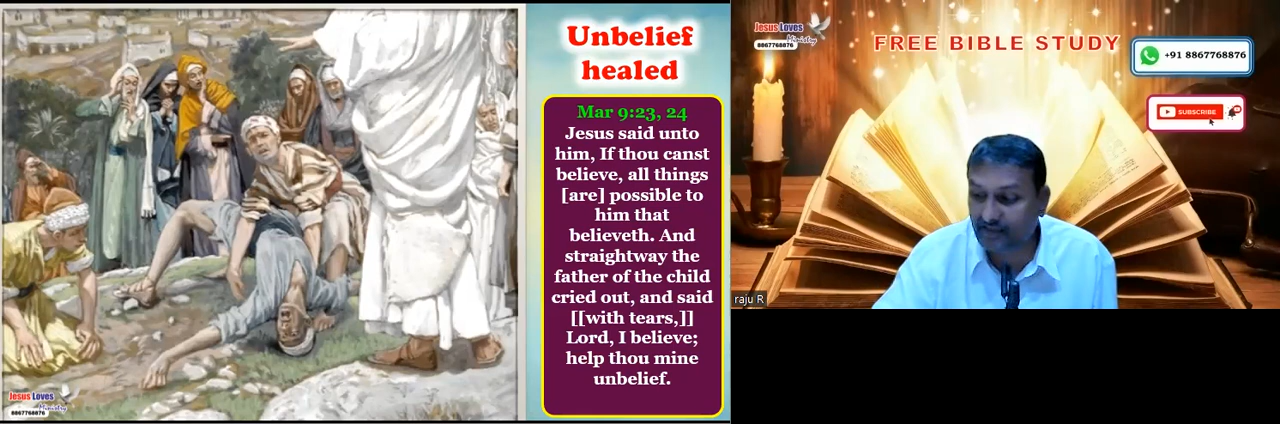 Unbelief
healed
Mar 9:23, 24
Jesus said unto
him, If thou canst
believe, all things
[are] possible to
him that
believeth. And
straightway the
father of the child
cried out, and said
[[with tears,]]
Lord, I believe;
help thou mine
unbelief.
Jesus Loves
Ministry
8867768876
Jesus Loves
Ministry
8867768876
FREE BIBLE STUDY
+91 8867768876
SUBSCRIBE
raju R